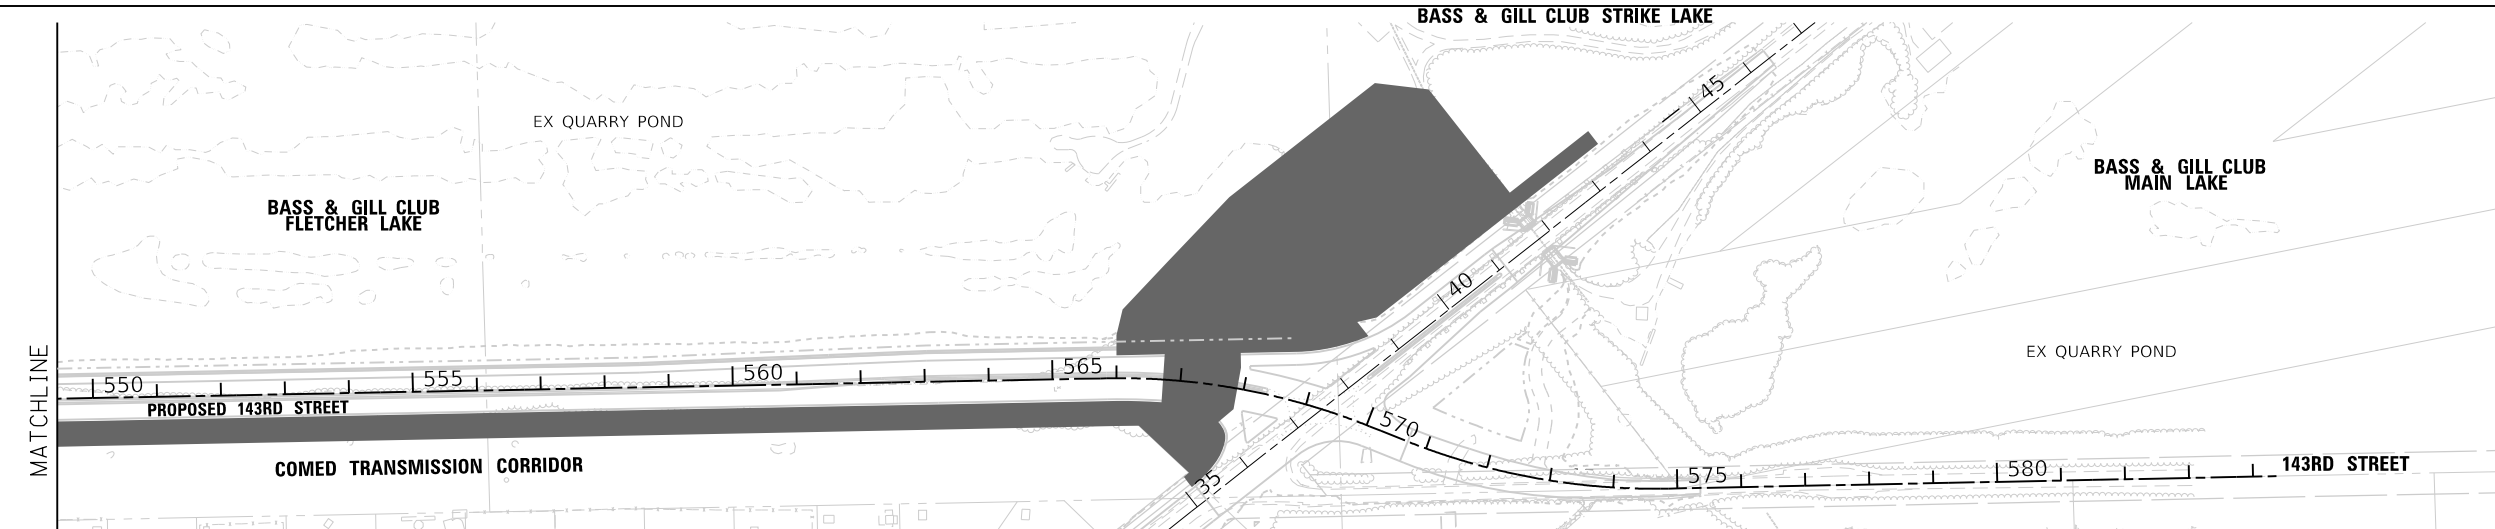 BASS & GILL CLUB STRIKE LAKE
45
EX QUARRY POND
BASS & GILL CLUB
MAIN LAKE
BASS & GILL CLUB
FLETCHER LAKE
40
MATCHLINE
EX QUARRY POND
550
555
560
565
PROPOSED 143RD STREET
570
COMED TRANSMISSION CORRIDOR
35
575
580
143RD STREET